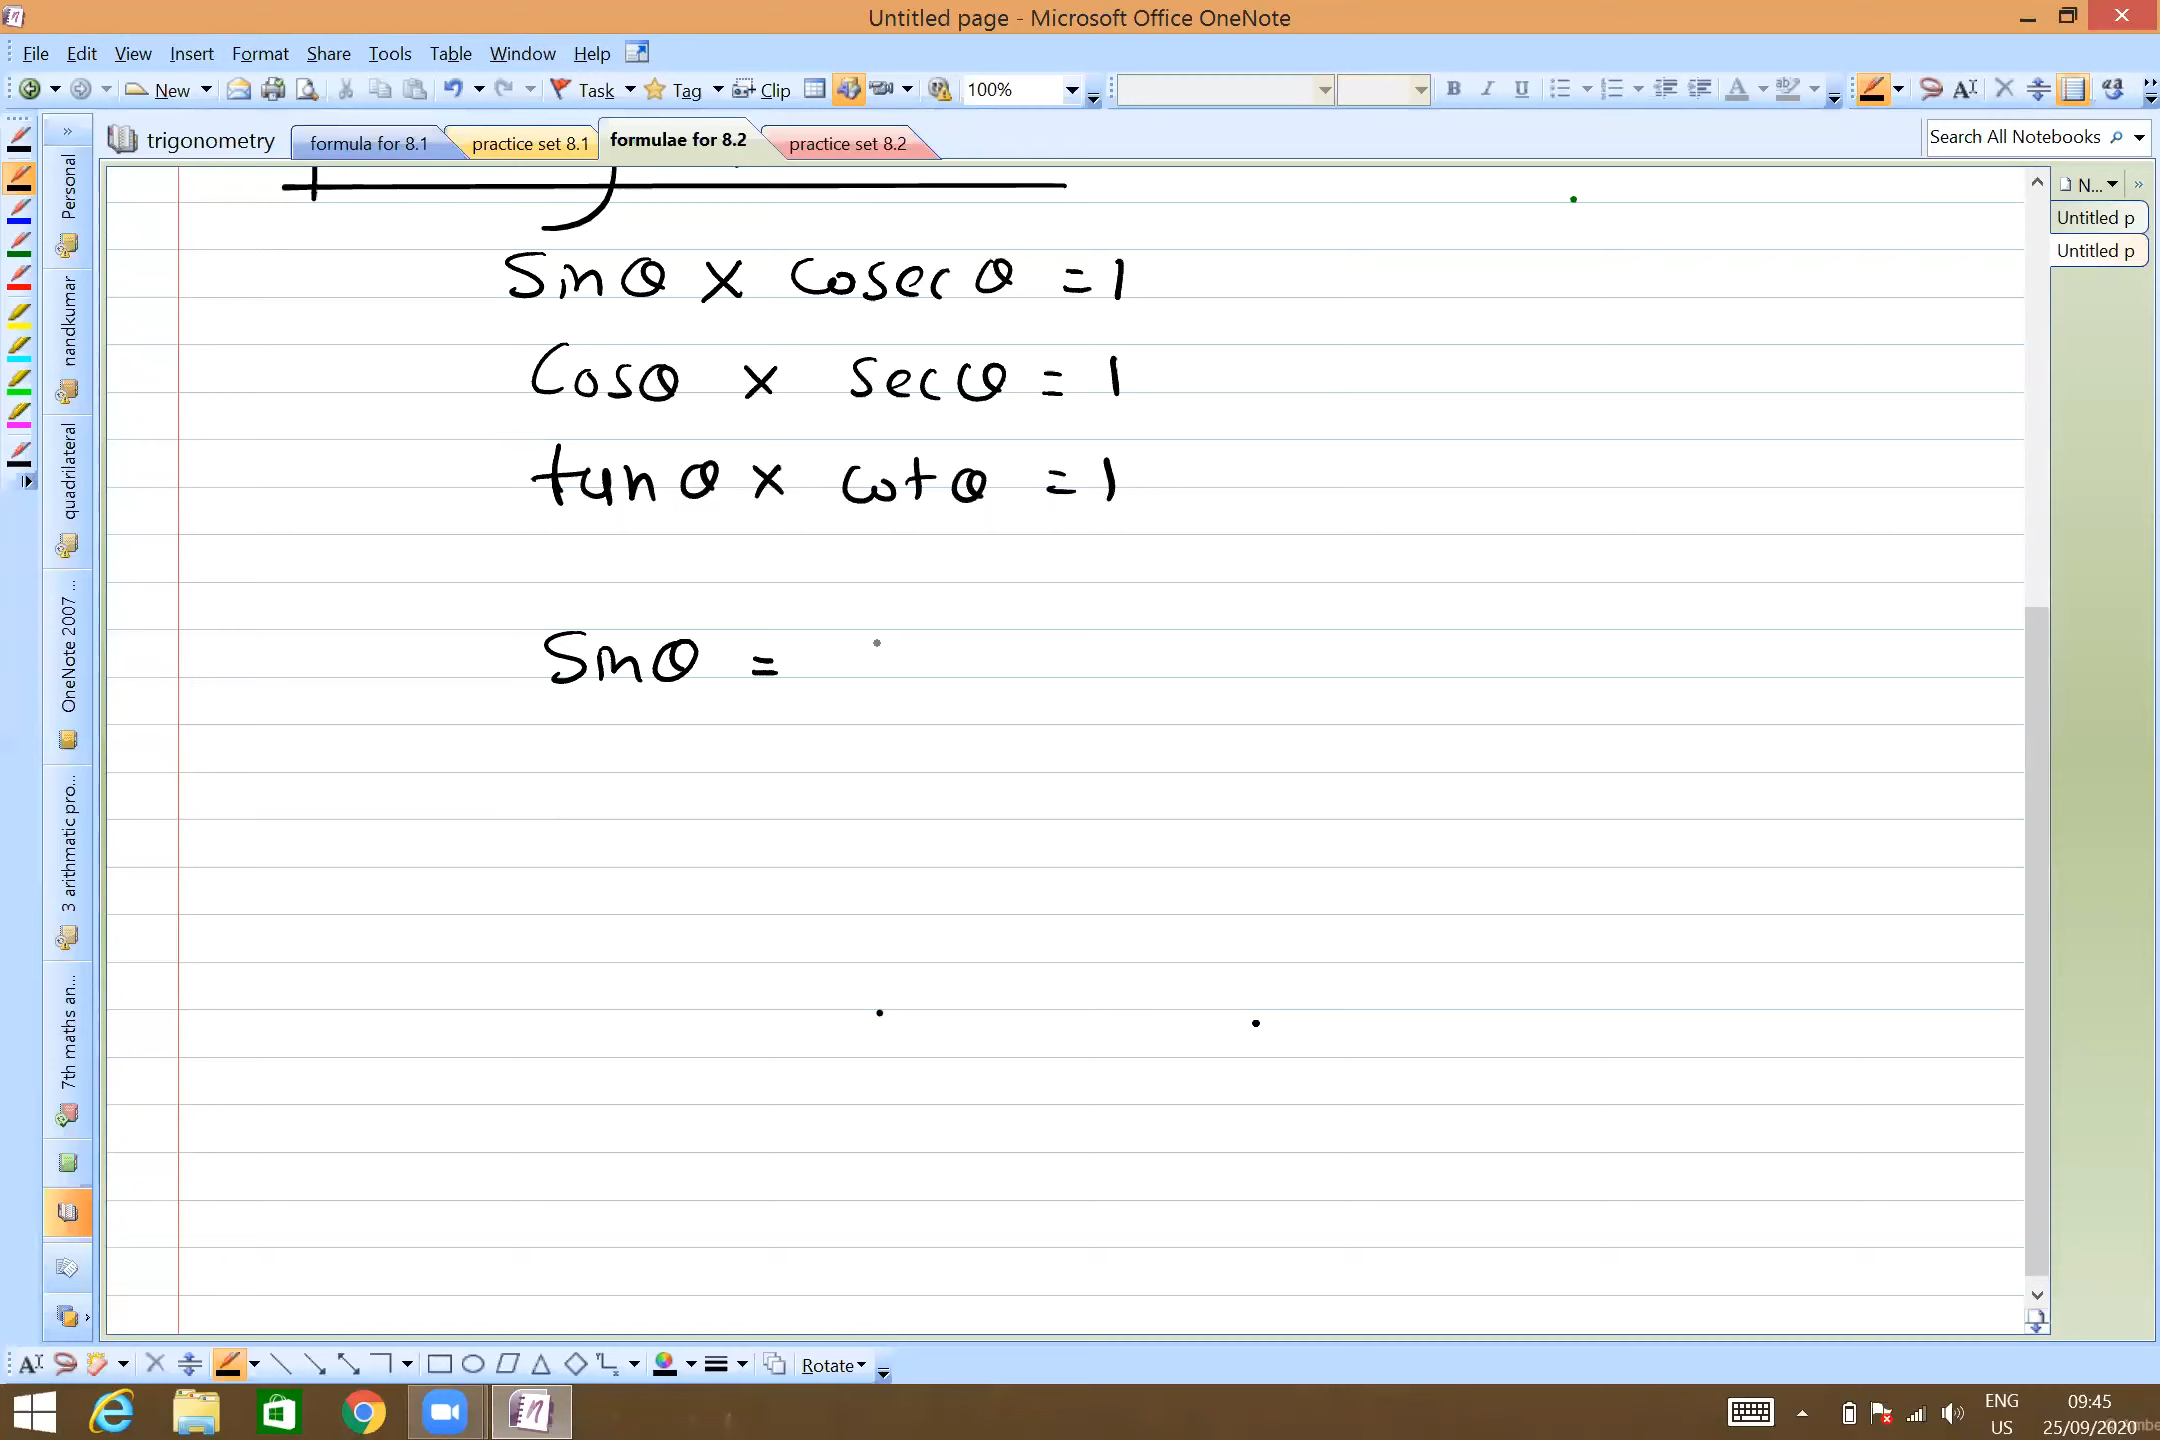 Untitled page - Microsoft Office OneNote
File Edit View Insert Format Share Tools Table Window Help
New Task Tag Clip 100% B I U
trigonometry formula for 8.1 practice set 8.1 formulae for 8.2 practice set 8.2 Search All Notebooks
N...
Untitled p
Untitled p
Personal
nandkumar
quadrilateral
OneNote 2007 ...
3 arithmatic pro...
7th maths an...
Sinθ × cosecθ = 1
Cosθ × secθ = 1
tanθ × cotθ = 1
Sinθ =
Rotate
ENG
US
09:45
25/09/2020